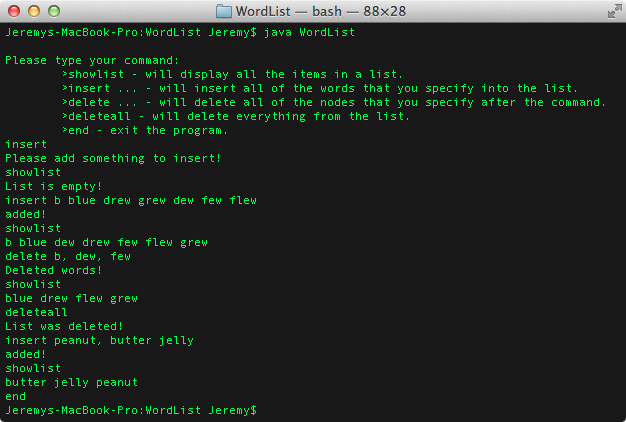 WordList — bash — 88×28
Jeremys-MacBook-Pro:WordList Jeremy$ java WordList
Please type your command:
>showlist - will display all the items in a list.
>insert ... - will insert all of the words that you specify into the list.
>delete ... - will delete all of the nodes that you specify after the command.
>deleteall - will delete everything from the list.
>end - exit the program.
insert
Please add something to insert!
showlist
List is empty!
insert b blue drew grew dew few flew
added!
showlist
b blue dew drew few flew grew
delete b, dew, few
Deleted words!
showlist
blue drew flew grew
deleteall
List was deleted!
insert peanut, butter jelly
added!
showlist
butter jelly peanut
end
Jeremys-MacBook-Pro:WordList Jeremy$